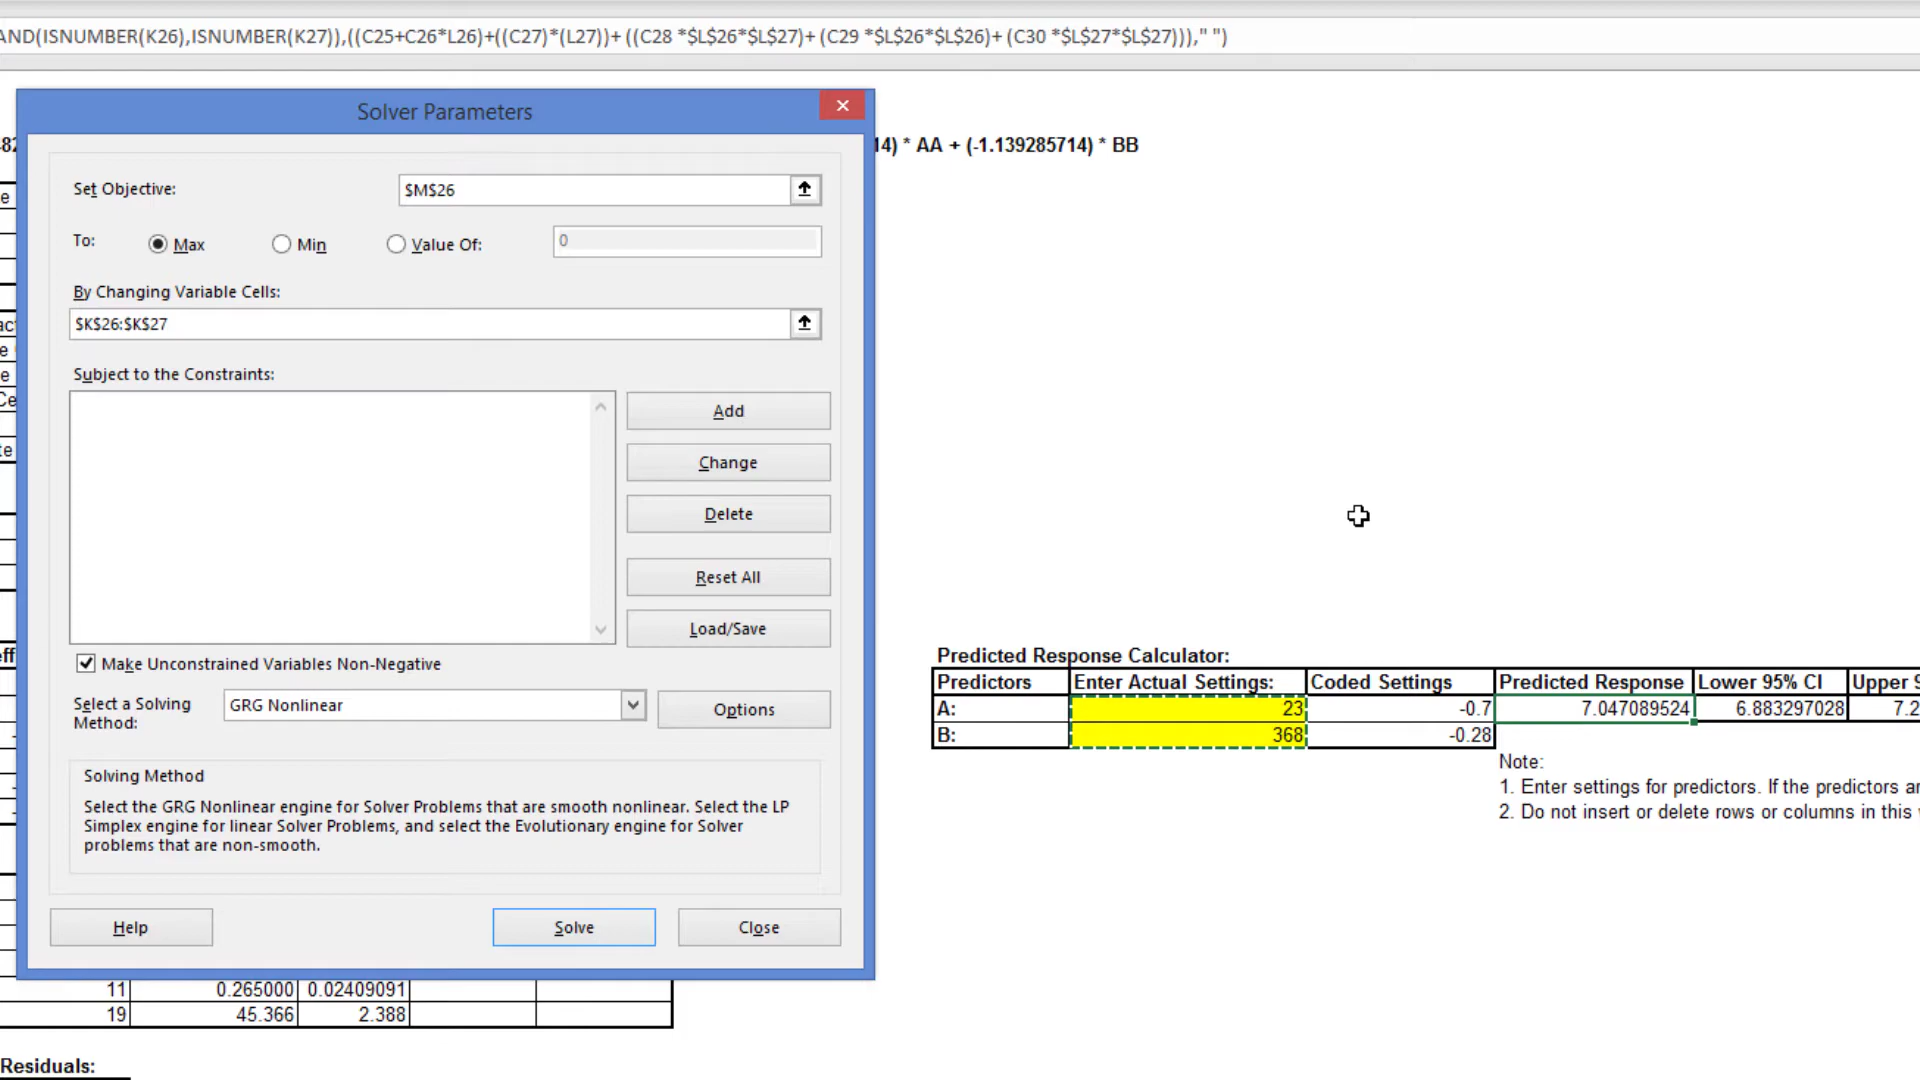 AND(ISNUMBER(K26),ISNUMBER(K27)),((C25+C26*L26)+((C27)*(L27))+ ((C28 *$L$26*$L$27)+ (C29 *$L$26*$L$26)+ (C30 *$L$27*$L$27)))," ")
Solver Parameters
14) * AA + (-1.139285714) * BB
Set Objective:
$M$26
To:
Max
Min
Value Of:
0
By Changing Variable Cells:
$K$26:$K$27
Subject to the Constraints:
Add
Change
Delete
Reset All
Load/Save
Make Unconstrained Variables Non-Negative
Select a Solving
Method:
GRG Nonlinear
Options
Solving Method
Select the GRG Nonlinear engine for Solver Problems that are smooth nonlinear. Select the LP
Simplex engine for linear Solver Problems, and select the Evolutionary engine for Solver
problems that are non-smooth.
Help
Solve
Close
Predicted Response Calculator:
Predictors Enter Actual Settings: Coded Settings Predicted Response Lower 95% CI Upper 9
A: 23 -0.7 7.047089524 6.883297028 7.2
B: 368 -0.28
Note:
1. Enter settings for predictors. If the predictors ar
2. Do not insert or delete rows or columns in this
11 0.265000 0.02409091
19 45.366 2.388
Residuals: